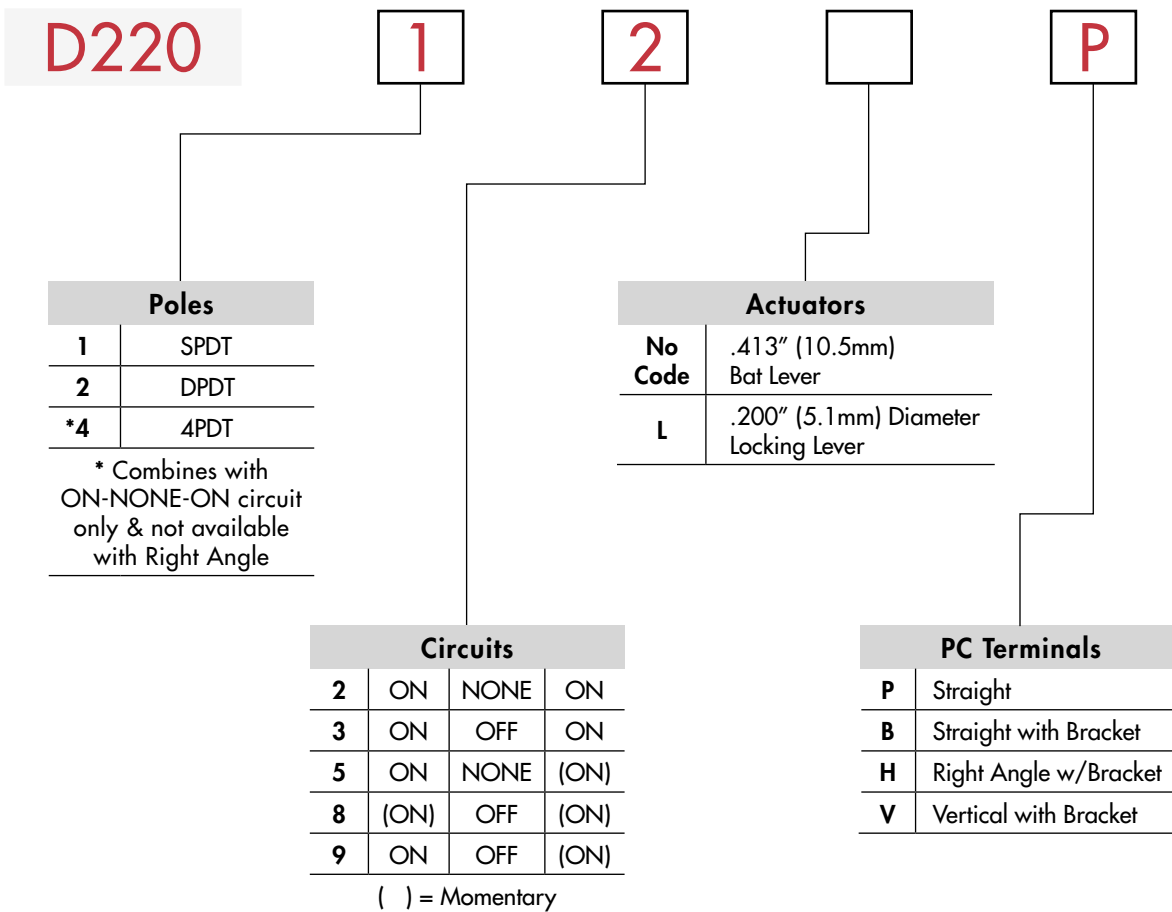 D220 1 2 P
Poles
1 SPDT
2 DPDT
*4 4PDT
* Combines with
ON-NONE-ON circuit
only & not available
with Right Angle
Actuators
No Code .413” (10.5mm) Bat Lever
L .200” (5.1mm) Diameter Locking Lever
Circuits
2 ON NONE ON
3 ON OFF ON
5 ON NONE (ON)
8 (ON) OFF (ON)
9 ON OFF (ON)
( ) = Momentary
PC Terminals
P Straight
B Straight with Bracket
H Right Angle w/Bracket
V Vertical with Bracket